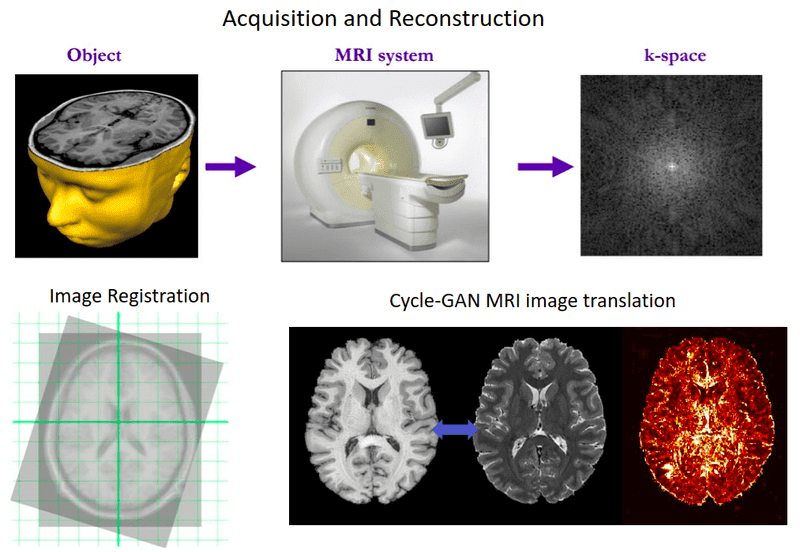 Acquisition and Reconstruction
Object
MRI system
k-space
Image Registration
Cycle-GAN MRI image translation